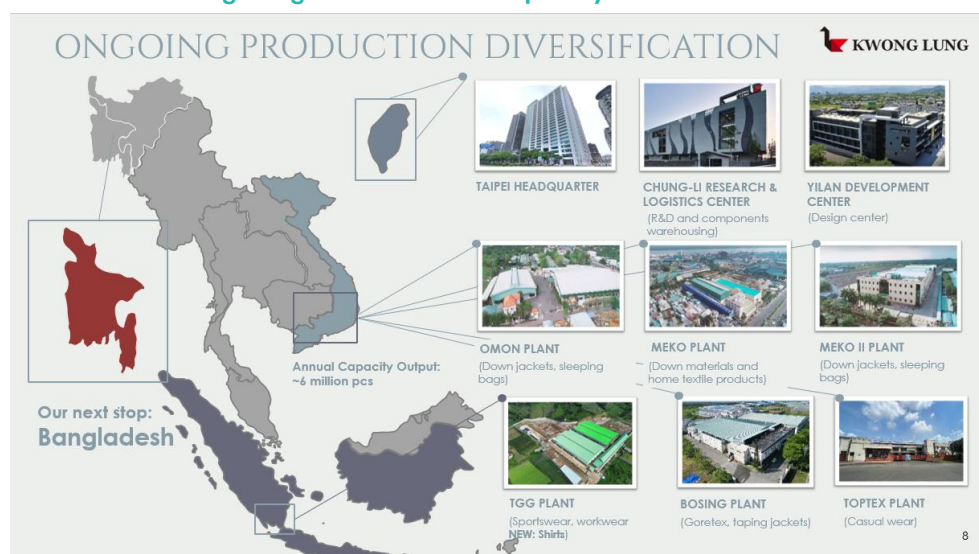 ONGOING PRODUCTION DIVERSIFICATION
KWONG LUNG
TAIPEI HEADQUARTER
CHUNG-LI RESEARCH &
LOGISTICS CENTER
(R&D and components
warehousing)
YILAN DEVELOPMENT
CENTER
(Design center)
OMON PLANT
(Down jackets, sleeping
bags)
MEKO PLANT
(Down materials and
home textile products)
MEKO II PLANT
(Down jackets, sleeping
bags)
Annual Capacity Output:
~6 million pcs
Our next stop:
Bangladesh
TGG PLANT
(Sportswear, workwear
NEW: Shirts)
BOSING PLANT
(Goretex, taping jackets)
TOPTEX PLANT
(Casual wear)
8